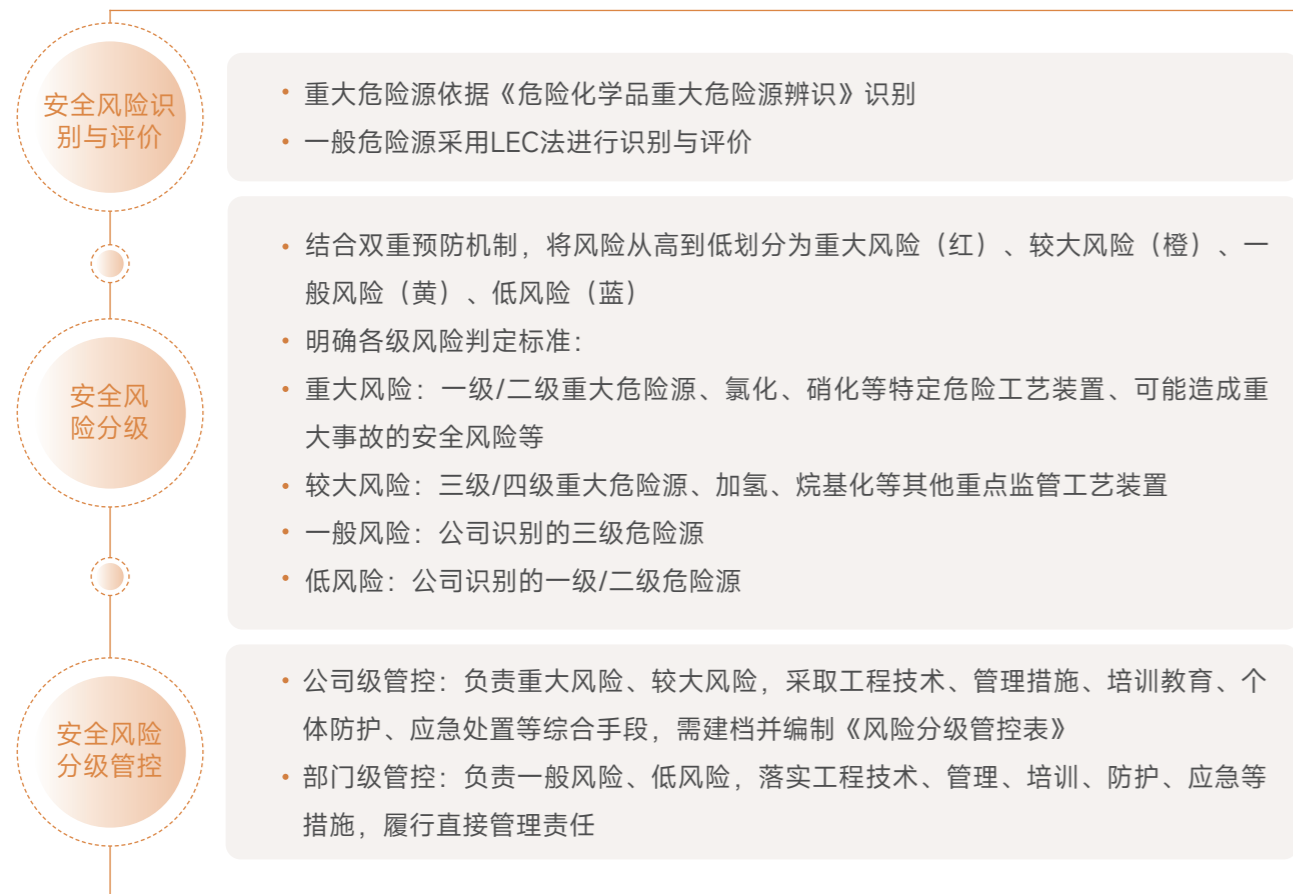 安全风险识
别与评价
• 重大危险源依据《危险化学品重大危险源辨识》识别
• 一般危险源采用LEC法进行识别与评价
安全风
险分级
• 结合双重预防机制，将风险从高到低划分为重大风险（红）、较大风险（橙）、一
般风险（黄）、低风险（蓝）
• 明确各级风险判定标准：
• 重大风险：一级/二级重大危险源、氯化、硝化等特定危险工艺装置、可能造成重
大事故的安全风险等
• 较大风险：三级/四级重大危险源、加氢、烷基化等其他重点监管工艺装置
• 一般风险：公司识别的三级危险源
• 低风险：公司识别的一级/二级危险源
安全风险
分级管控
• 公司级管控：负责重大风险、较大风险，采取工程技术、管理措施、培训教育、个
体防护、应急处置等综合手段，需建档并编制《风险分级管控表》
• 部门级管控：负责一般风险、低风险，落实工程技术、管理、培训、防护、应急等
措施，履行直接管理责任